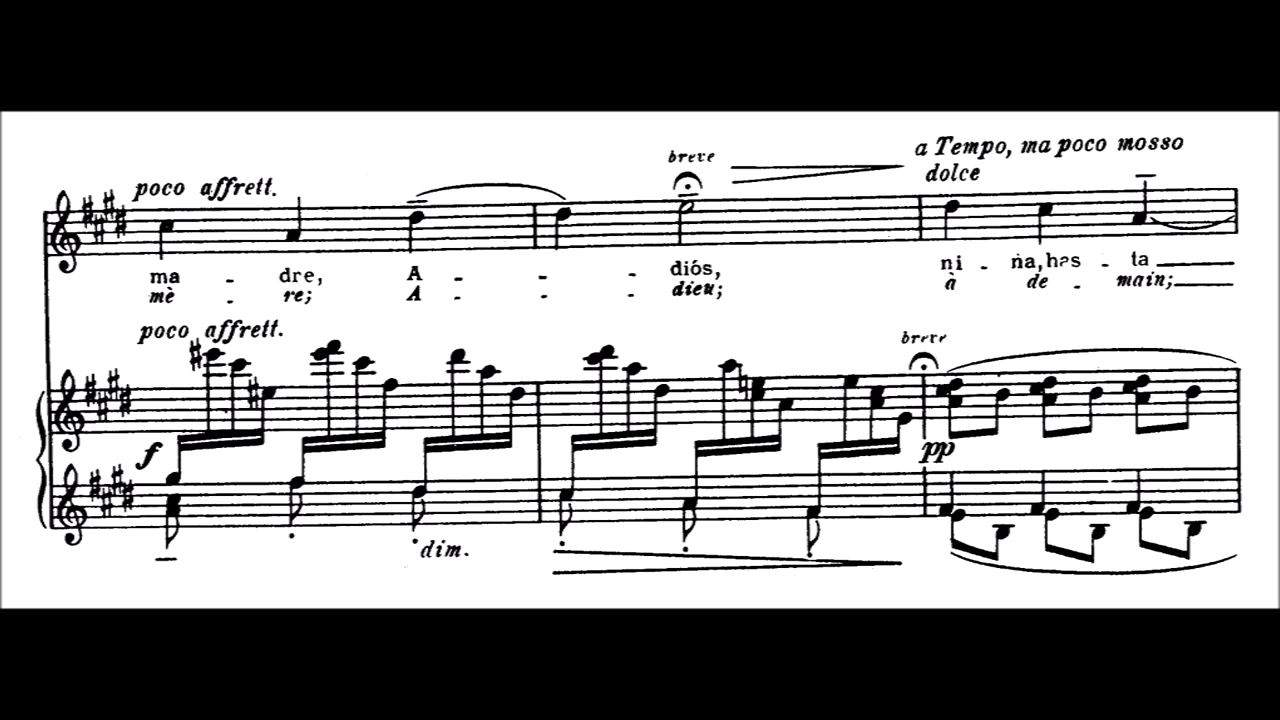 a Tempo, ma poco mosso
breve
poco affrett.
dolce
ma - dre, A - - - diós, ni - ña, has - ta
mè - re; A - - - dieu; à de - main;
poco affrett.
breve
f
pp
dim.